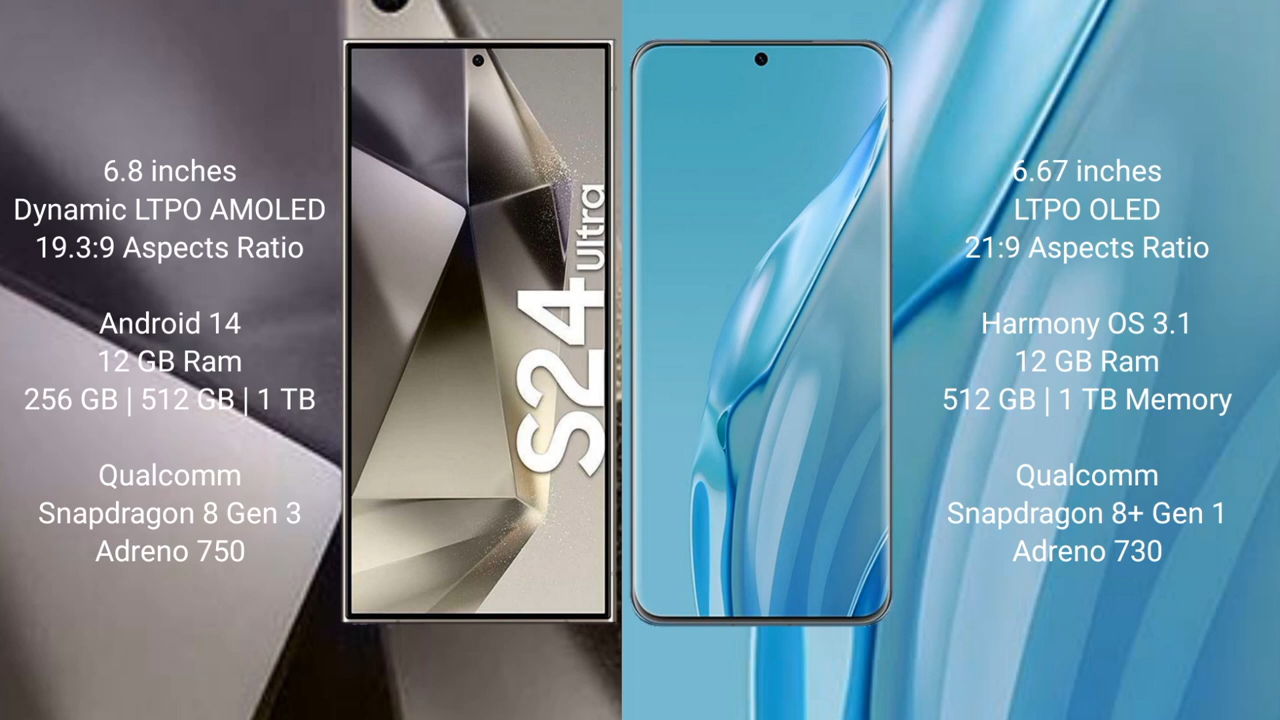 6.8 inches
Dynamic LTPO AMOLED
19.3:9 Aspects Ratio
Android 14
12 GB Ram
256 GB | 512 GB | 1 TB
Qualcomm
Snapdragon 8 Gen 3
Adreno 750
S24 Ultra
6.67 inches
LTPO OLED
21:9 Aspects Ratio
Harmony OS 3.1
12 GB Ram
512 GB | 1 TB Memory
Qualcomm
Snapdragon 8+ Gen 1
Adreno 730